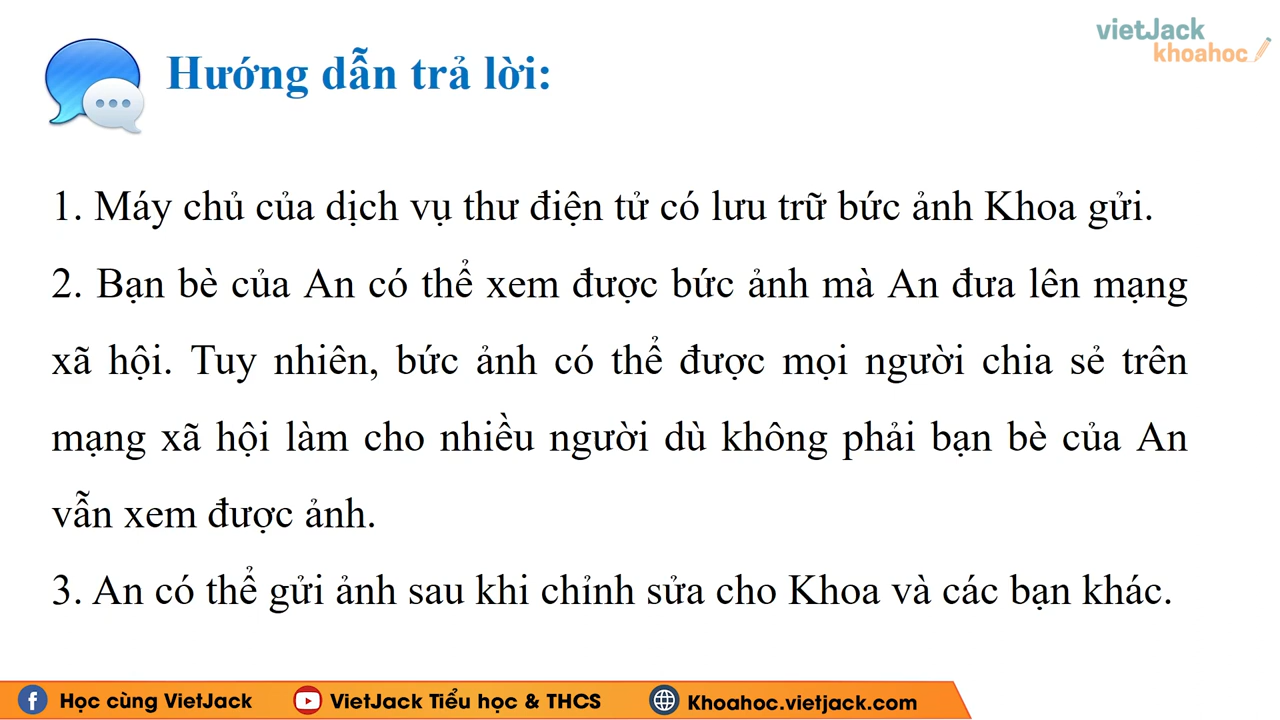 vietJack
khoahoc
Hướng dẫn trả lời:
1. Máy chủ của dịch vụ thư điện tử có lưu trữ bức ảnh Khoa gửi.
2. Bạn bè của An có thể xem được bức ảnh mà An đưa lên mạng
xã hội. Tuy nhiên, bức ảnh có thể được mọi người chia sẻ trên
mạng xã hội làm cho nhiều người dù không phải bạn bè của An
vẫn xem được ảnh.
3. An có thể gửi ảnh sau khi chỉnh sửa cho Khoa và các bạn khác.
Học cùng VietJack VietJack Tiểu học & THCS Khoahoc.vietjack.com